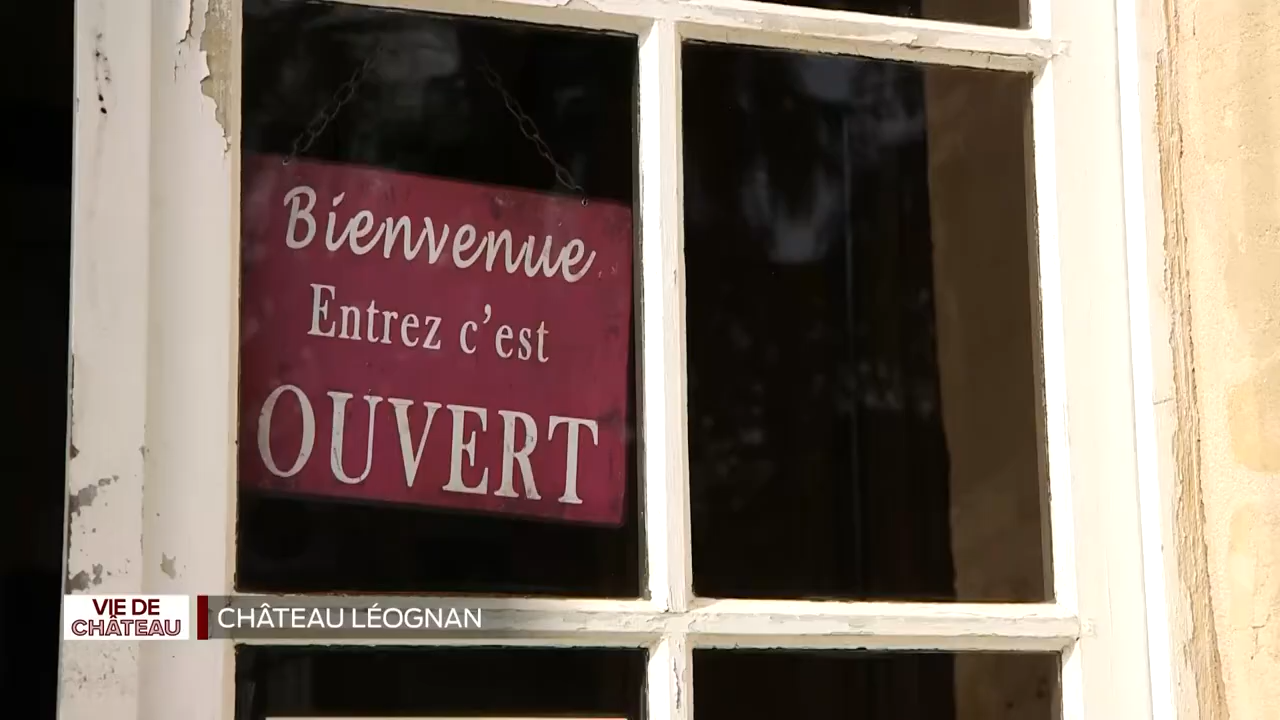 Bienvenue
Entrez c'est
OUVERT
VIE DE
CHÂTEAU
CHÂTEAU LÉOGNAN